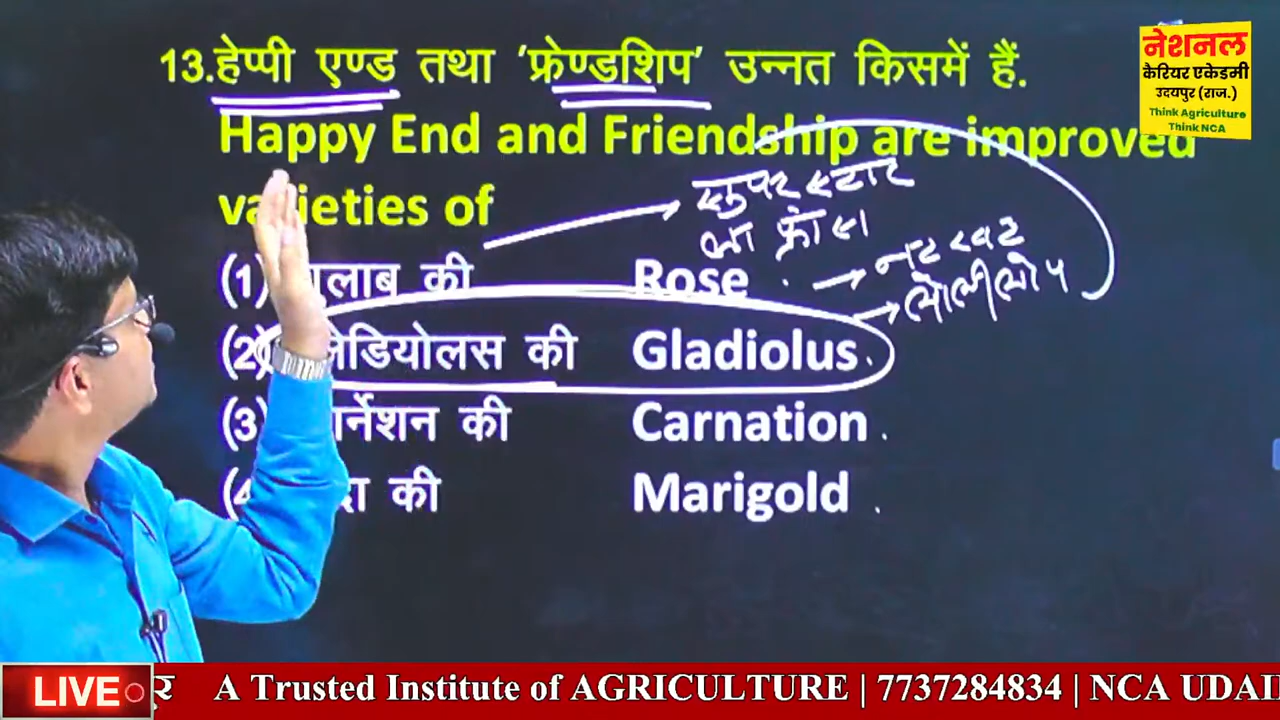 13.हेप्पी एण्ड तथा 'फ्रेण्डशिप' उन्नत किसमें हैं.
Happy End and Friendship are improved
varieties of
(1) गुलाब की Rose
(2) ग्लेडियोलस की Gladiolus.
(3) कार्नेशन की Carnation.
(4) की Marigold.
सुपर स्टार
ला फ्रांस
नटखट
लोलीपोप
नेशनल
कैरियर एकेडमी
उदयपुर (राज.)
Think Agriculture
Think NCA
LIVE
A Trusted Institute of AGRICULTURE | 7737284834 | NCA UDAI